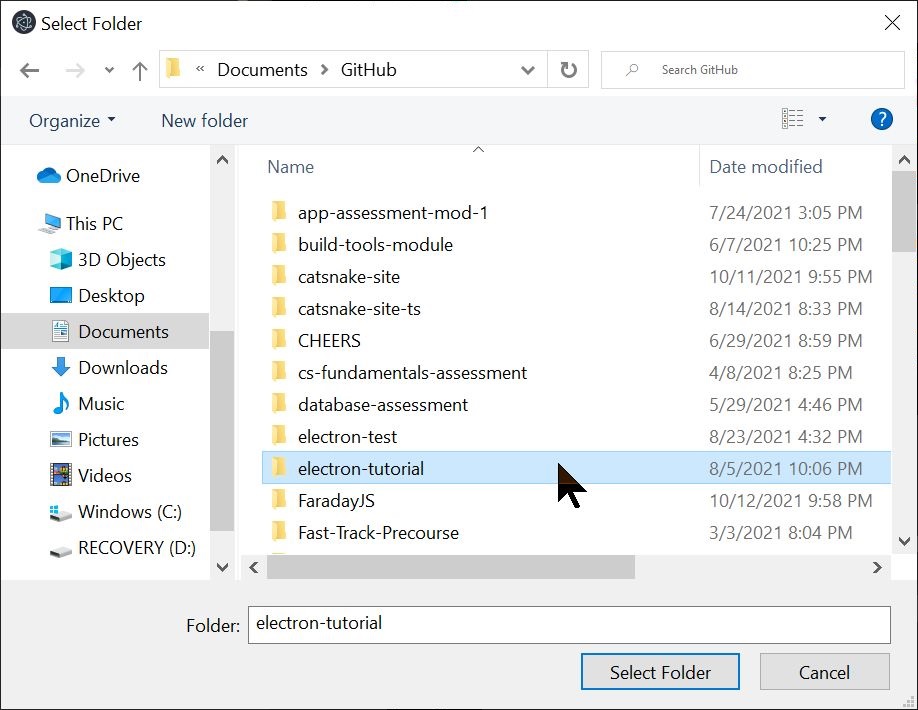 Select Folder
« Documents > GitHub
Search GitHub
Organize
New folder
?
Name
Date modified
OneDrive
This PC
3D Objects
Desktop
Documents
Downloads
Music
Pictures
Videos
Windows (C:)
RECOVERY (D:)
app-assessment-mod-1 7/24/2021 3:05 PM
build-tools-module 6/7/2021 10:25 PM
catsnake-site 10/11/2021 9:55 PM
catsnake-site-ts 8/14/2021 8:33 PM
CHEERS 6/29/2021 8:59 PM
cs-fundamentals-assessment 4/8/2021 8:25 PM
database-assessment 5/29/2021 4:46 PM
electron-test 8/23/2021 4:32 PM
electron-tutorial 8/5/2021 10:06 PM
FaradayJS 10/12/2021 9:58 PM
Fast-Track-Precourse 3/3/2021 8:04 PM
Folder: electron-tutorial
Select Folder
Cancel